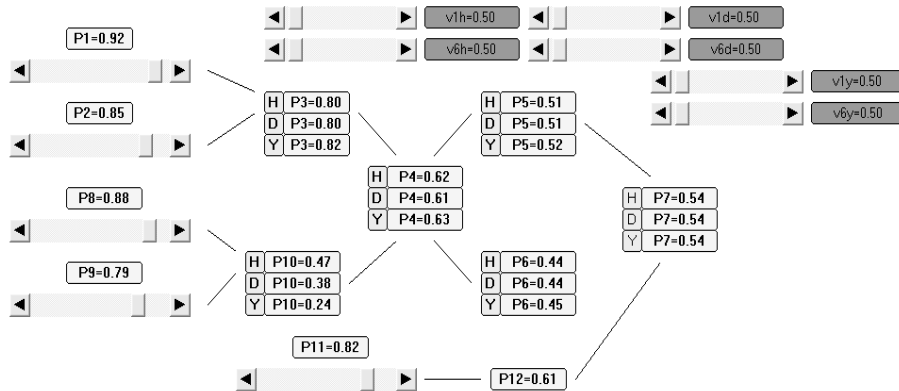 v1h=0.50
v1d=0.50
P1=0.92
v6h=0.50
v6d=0.50
v1y=0.50
P2=0.85
H P3=0.80
D P3=0.80
Y P3=0.82
H P5=0.51
D P5=0.51
Y P5=0.52
v6y=0.50
H P4=0.62
D P4=0.61
Y P4=0.63
P8=0.88
H P7=0.54
D P7=0.54
Y P7=0.54
P9=0.79
H P10=0.47
D P10=0.38
Y P10=0.24
H P6=0.44
D P6=0.44
Y P6=0.45
P11=0.82
P12=0.61